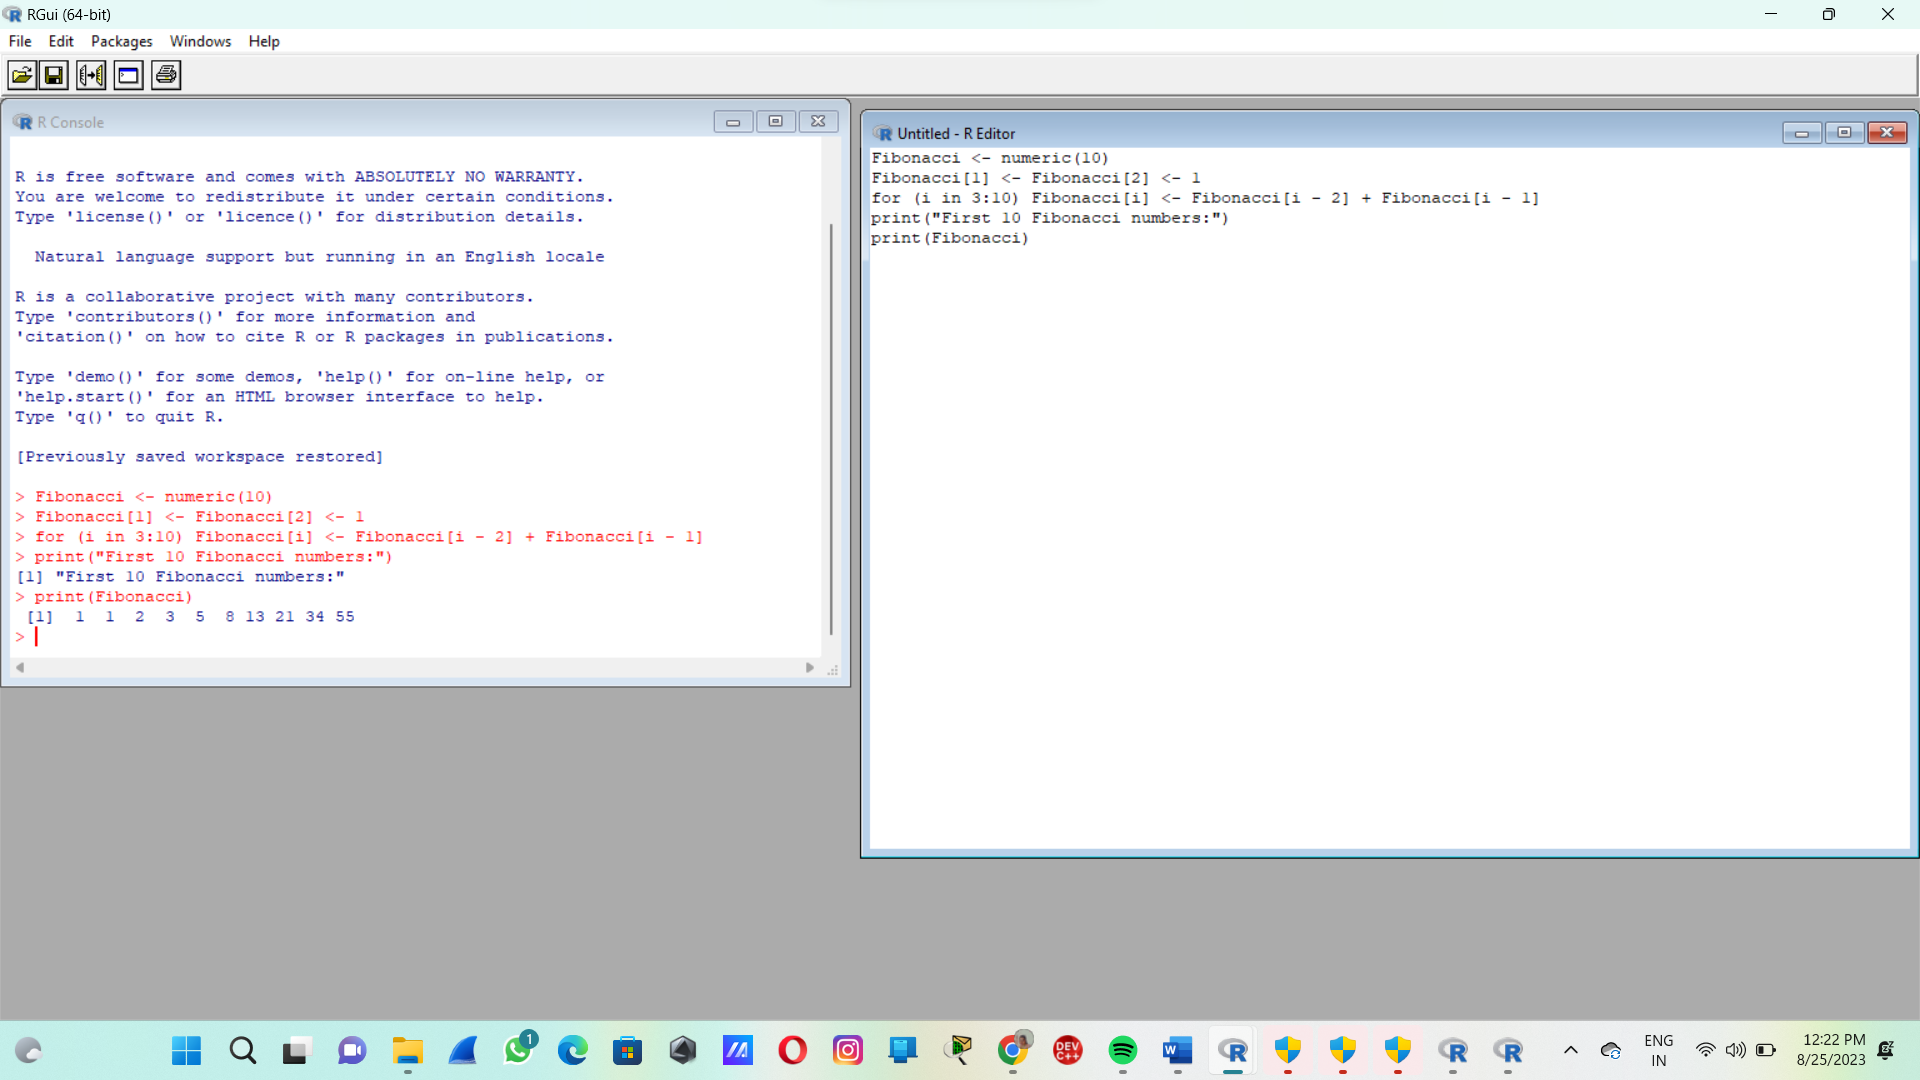 RGui (64-bit)
File Edit Packages Windows Help
R Console
R is free software and comes with ABSOLUTELY NO WARRANTY.
You are welcome to redistribute it under certain conditions.
Type 'license()' or 'licence()' for distribution details.
Natural language support but running in an English locale
R is a collaborative project with many contributors.
Type 'contributors()' for more information and
'citation()' on how to cite R or R packages in publications.
Type 'demo()' for some demos, 'help()' for on-line help, or
'help.start()' for an HTML browser interface to help.
Type 'q()' to quit R.
[Previously saved workspace restored]
> Fibonacci <- numeric(10)
> Fibonacci[1] <- Fibonacci[2] <- 1
> for (i in 3:10) Fibonacci[i] <- Fibonacci[i - 2] + Fibonacci[i - 1]
> print("First 10 Fibonacci numbers:")
[1] "First 10 Fibonacci numbers:"
> print(Fibonacci)
[1] 1 1 2 3 5 8 13 21 34 55
>
Untitled - R Editor
Fibonacci <- numeric(10)
Fibonacci[1] <- Fibonacci[2] <- 1
for (i in 3:10) Fibonacci[i] <- Fibonacci[i - 2] + Fibonacci[i - 1]
print("First 10 Fibonacci numbers:")
print(Fibonacci)
1
DEV
C++
ENG
IN
12:22 PM
8/25/2023